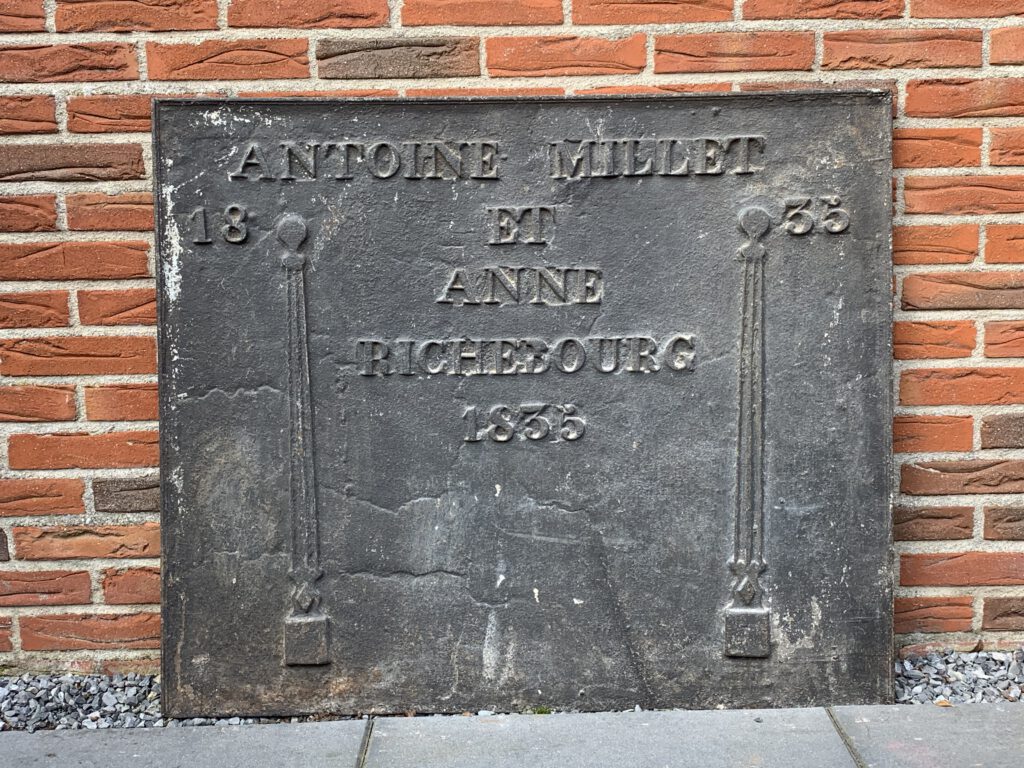 ANTOINE MILLET
18 ET 35
ANNE
RICHEBOURG
1835